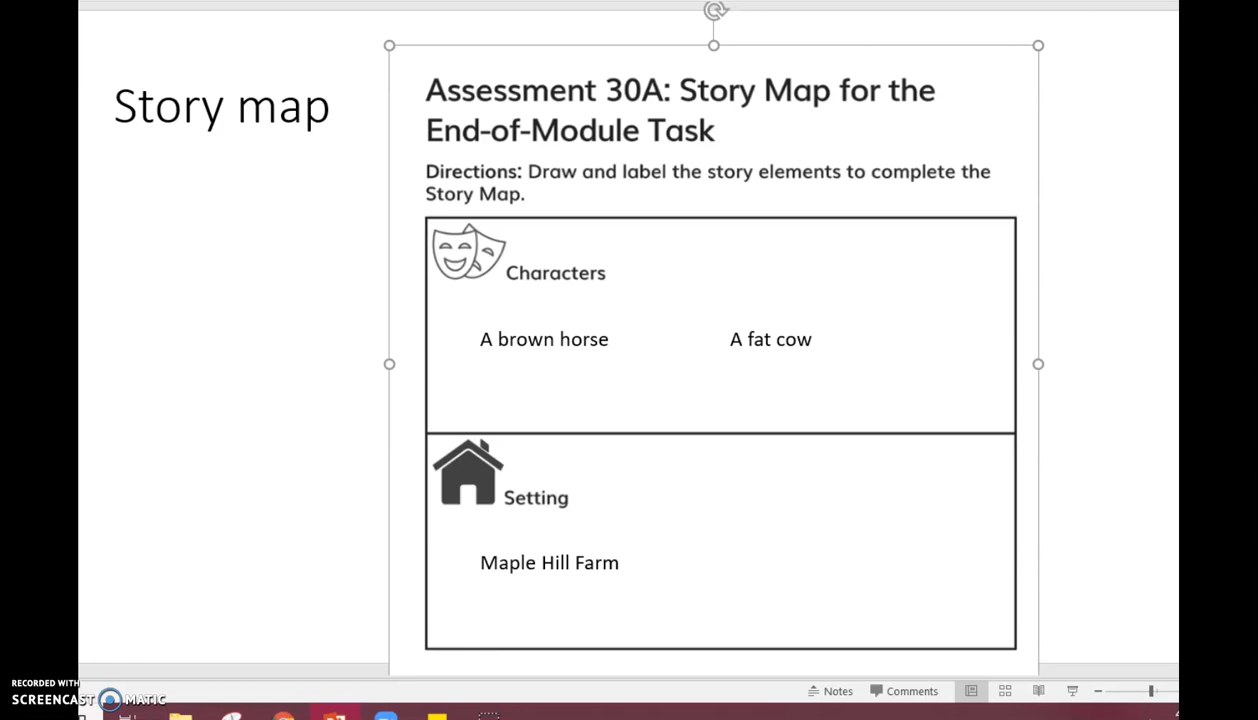 Story map
Assessment 30A: Story Map for the
End-of-Module Task
Directions: Draw and label the story elements to complete the
Story Map.
Characters
A brown horse
A fat cow
Setting
Maple Hill Farm
Notes
Comments
RECORDED WITH
SCREENCAST MATIC